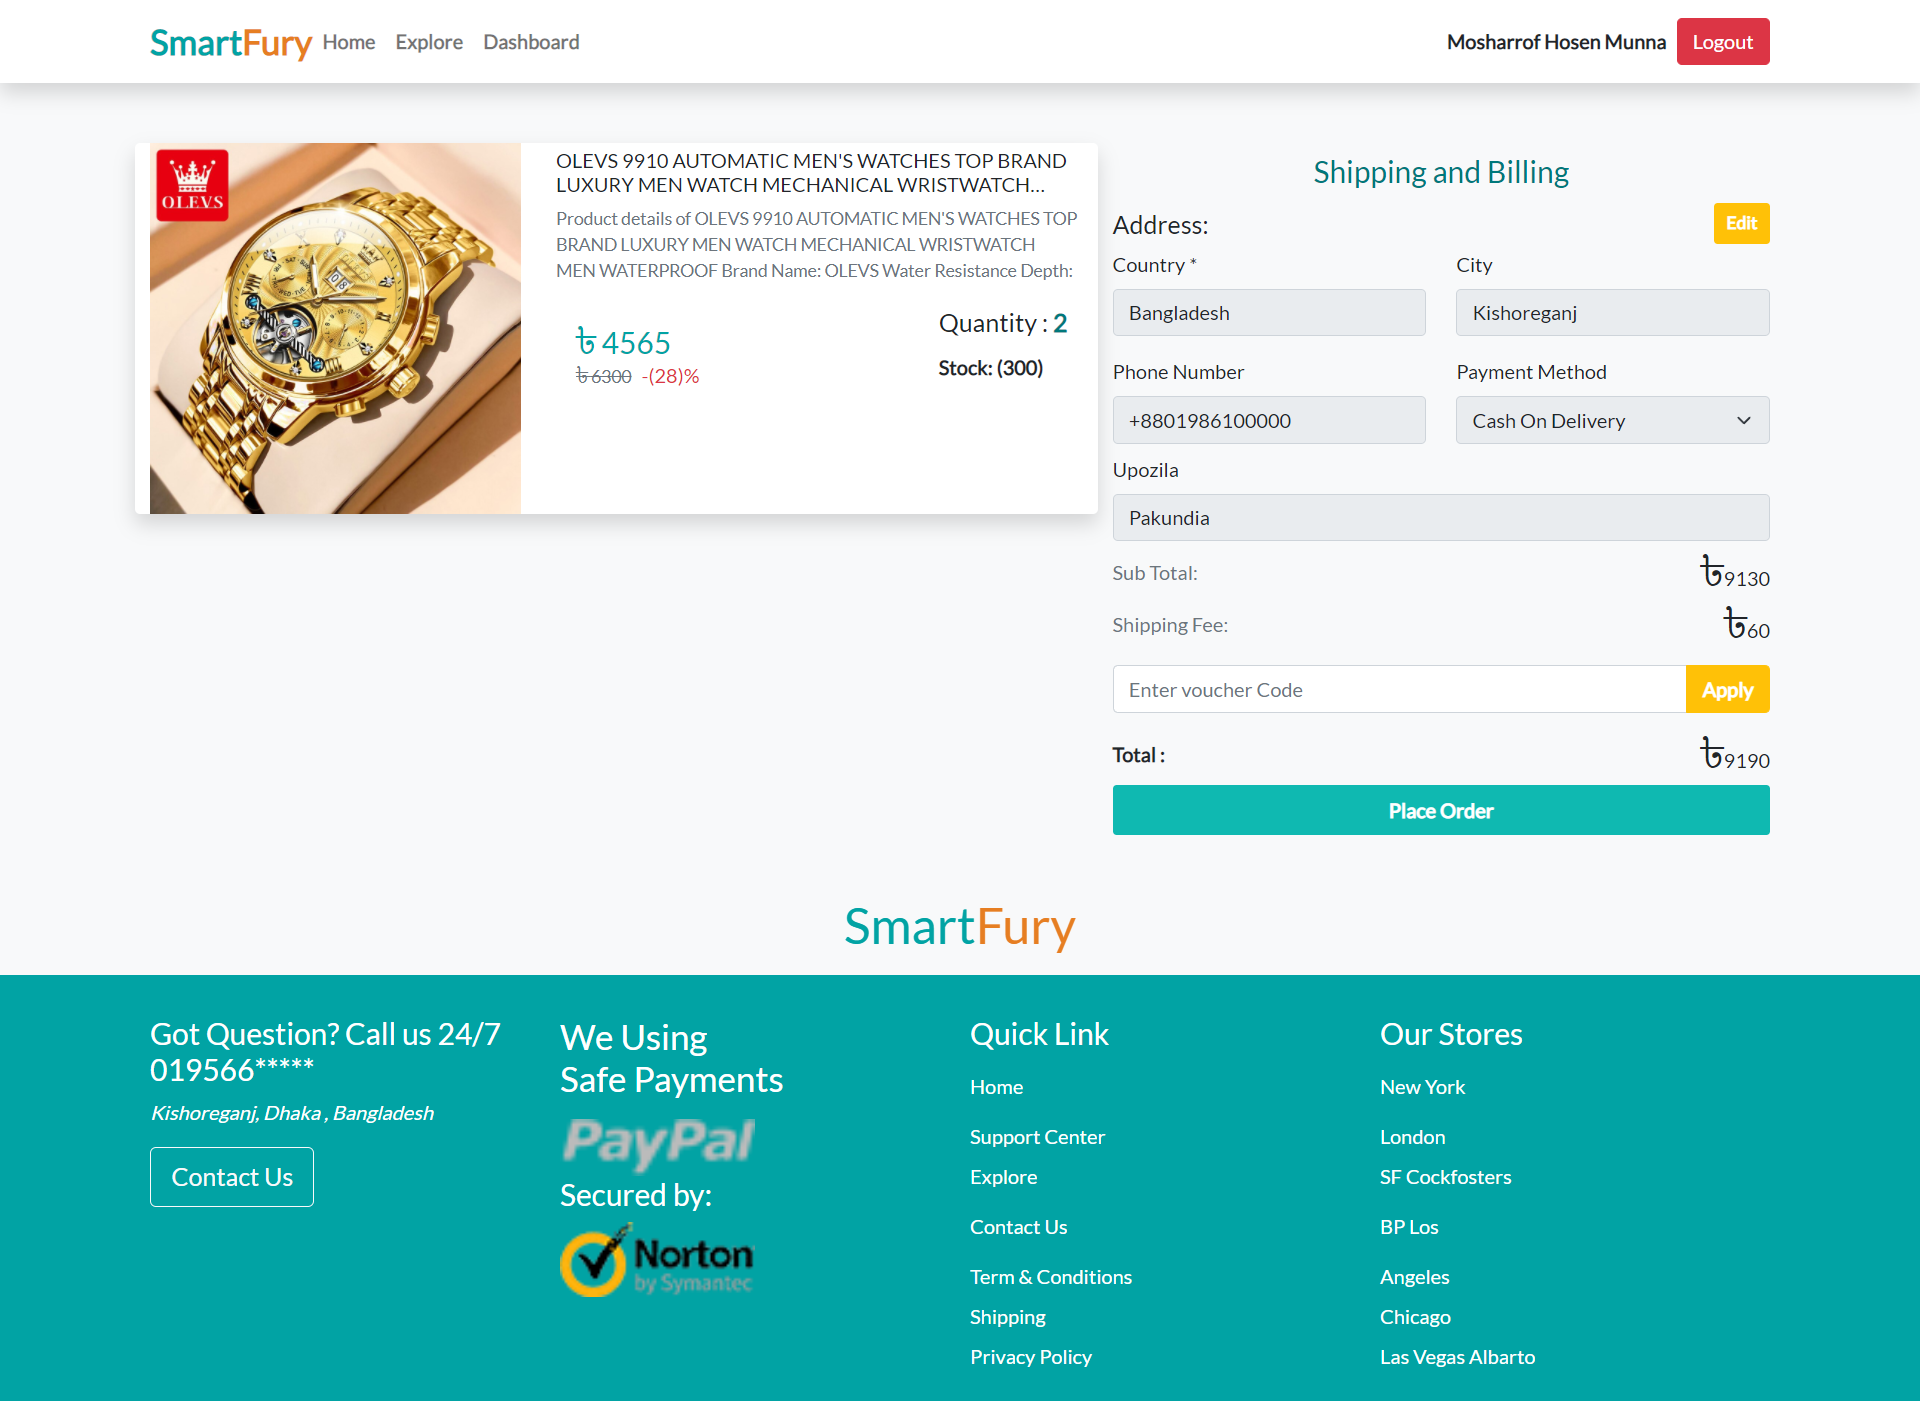 SmartFury Home Explore Dashboard Mosharrof Hosen Munna Logout
OLEVS
OLEVS 9910 AUTOMATIC MEN'S WATCHES TOP BRAND
LUXURY MEN WATCH MECHANICAL WRISTWATCH...
Product details of OLEVS 9910 AUTOMATIC MEN'S WATCHES TOP
BRAND LUXURY MEN WATCH MECHANICAL WRISTWATCH
MEN WATERPROOF Brand Name: OLEVS Water Resistance Depth:
৳ 4565
৳ 6300 -(28)%
Quantity : 2
Stock: (300)
Shipping and Billing
Address: Edit
Country * City
Bangladesh Kishoreganj
Phone Number Payment Method
+8801986100000 Cash On Delivery
Upozila
Pakundia
Sub Total: ৳9130
Shipping Fee: ৳60
Enter voucher Code Apply
Total : ৳9190
Place Order
SmartFury
Got Question? Call us 24/7
019566*****
Kishoreganj, Dhaka , Bangladesh
Contact Us
We Using
Safe Payments
PayPal
Secured by:
Norton
by Symantec
Quick Link
Home
Support Center
Explore
Contact Us
Term & Conditions
Shipping
Privacy Policy
Our Stores
New York
London
SF Cockfosters
BP Los
Angeles
Chicago
Las Vegas Albarto